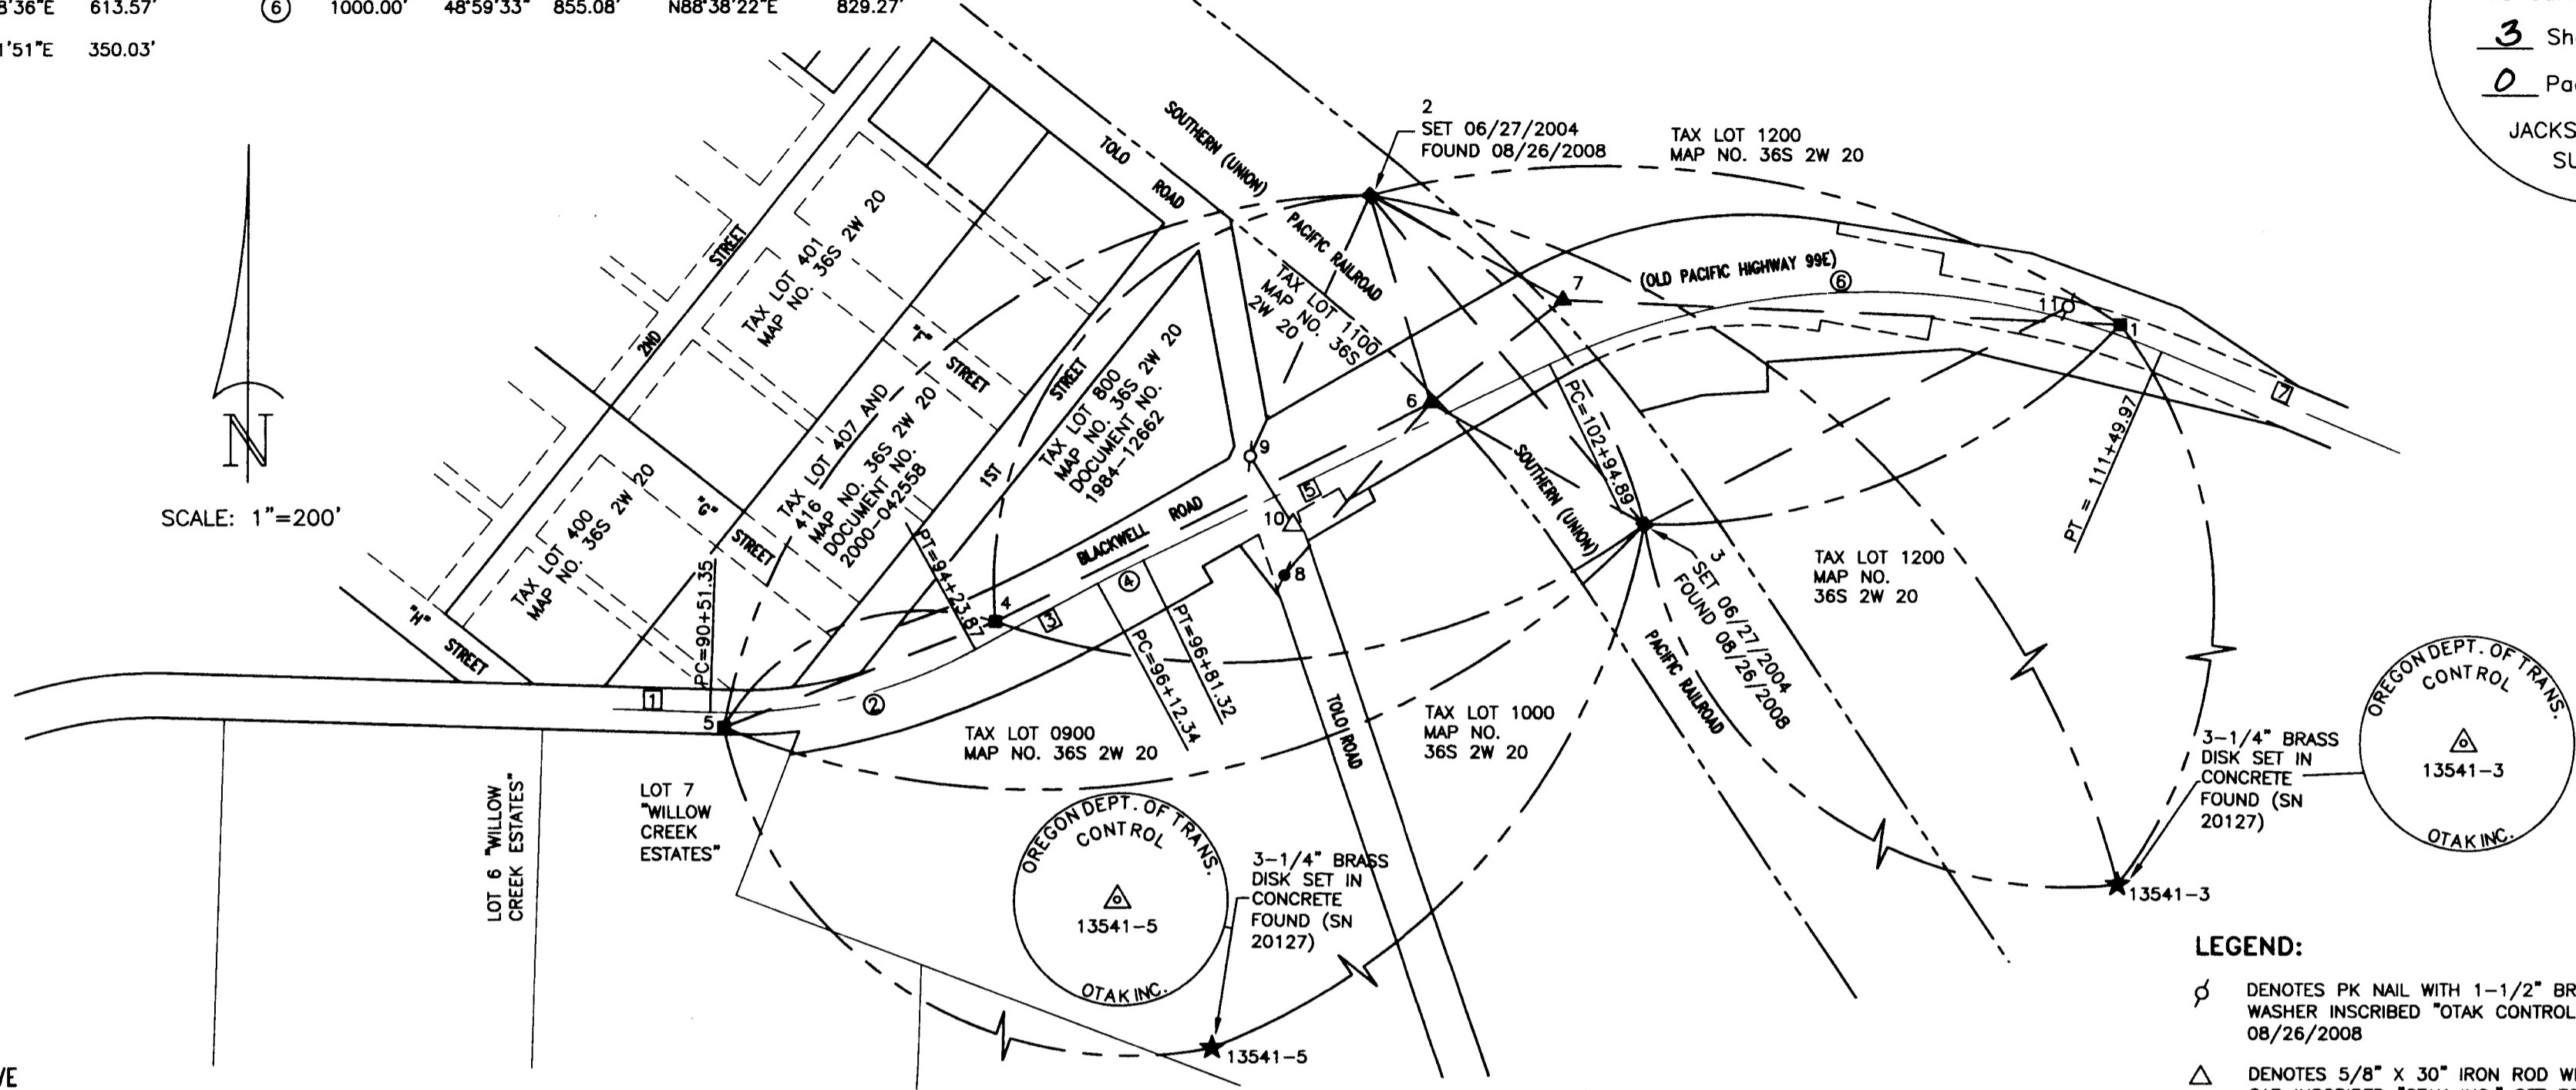 8'36"E 613.57' 6 1000.00' 48°59'33" 855.08' N88°38'22"E 829.27'
1'51"E 350.03'
3 Sh
0 Pa
JACKS
SU
2
SET 06/27/2004
FOUND 08/26/2008
TAX LOT 1200
MAP NO. 36S 2W 20
SOUTHERN (UNION)
PACIFIC RAILROAD
TOLO
ROAD
N
SCALE: 1"=200'
2ND
STREET
TAX LOT 401
MAP NO. 36S 2W 20
TAX LOT 1100
MAP NO. 36S
2W 20
7
(OLD PACIFIC HIGHWAY 99E)
6
11
1
7
"F"
STREET
1ST
STREET
TAX LOT 800
MAP NO. 36S 2W 20
DOCUMENT NO.
1984-12662
TAX LOT 407 AND
416
MAP NO. 36S 2W 20
DOCUMENT NO.
2000-042558
TAX LOT 400
MAP NO. 36S 2W 20
"G"
STREET
"H"
STREET
PC=90+51.35
PT=94+23.87
BLACKWELL
ROAD
9
5
10
8
6
PC=102+94.89
PT = 111+49.97
SOUTHERN (UNION)
PACIFIC RAILROAD
3
SET 06/27/2004
FOUND 08/26/2008
TAX LOT 1200
MAP NO.
36S 2W 20
4
3
4
PT=96+81.32
PC=96+12.34
1
2
5
TAX LOT 0900
MAP NO. 36S 2W 20
TOLO ROAD
TAX LOT 1000
MAP NO.
36S 2W 20
LOT 6 "WILLOW
CREEK ESTATES"
LOT 7
"WILLOW
CREEK
ESTATES"
OREGON DEPT. OF TRANS.
CONTROL
13541-5
OTAK INC.
3-1/4" BRASS
DISK SET IN
CONCRETE
FOUND (SN
20127)
13541-5
3-1/4" BRASS
DISK SET IN
CONCRETE
FOUND (SN
20127)
13541-3
OREGON DEPT. OF TRANS.
CONTROL
13541-3
OTAK INC.
LEGEND:
DENOTES PK NAIL WITH 1-1/2" BR
WASHER INSCRIBED "OTAK CONTROL
08/26/2008
DENOTES 5/8" X 30" IRON ROD W
VE